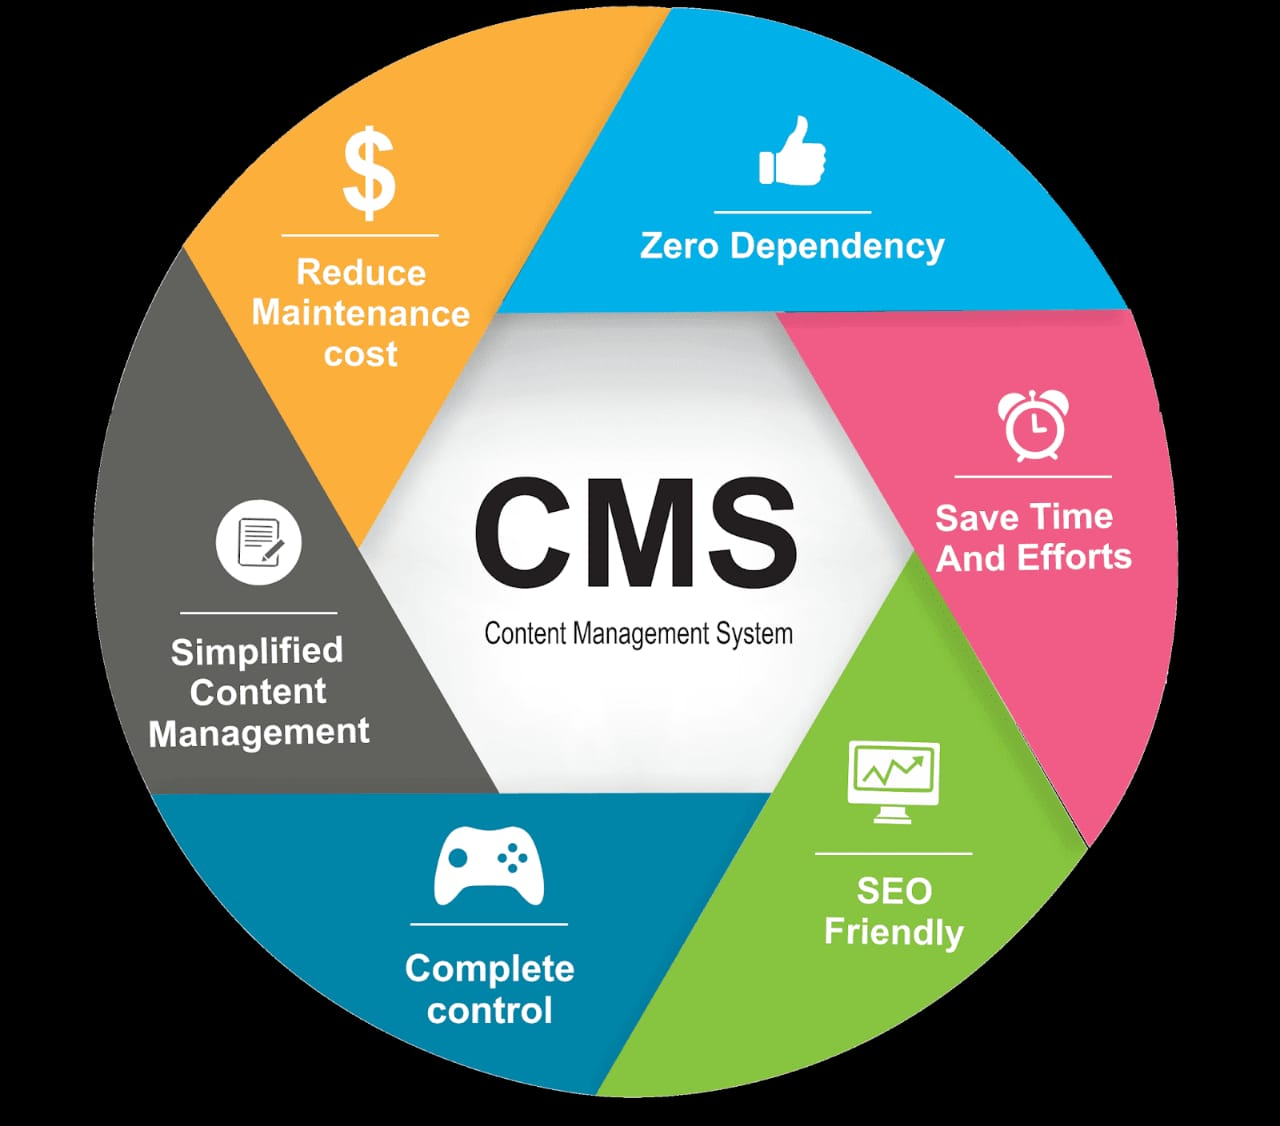 Zero Dependency
Save Time
And Efforts
SEO
Friendly
Complete
control
Simplified
Content
Management
$
Reduce
Maintenance
cost
CMS
Content Management System